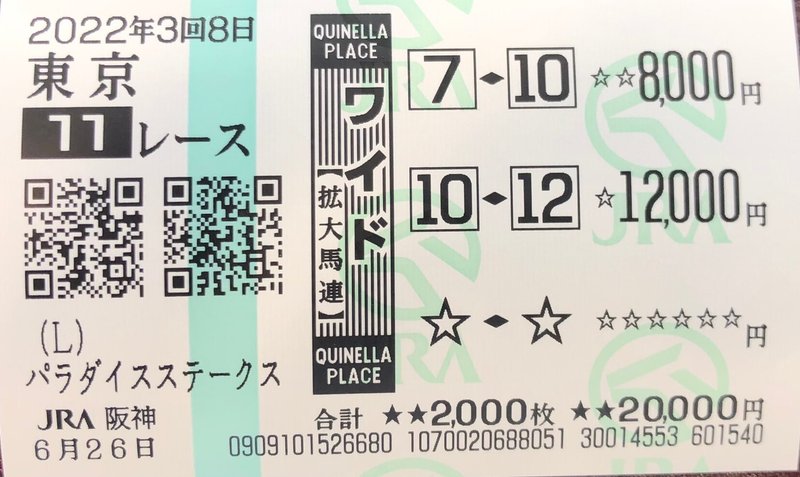 2022年3回8日
東京
11レース
(L)
パラダイスステークス
JRA 阪神
6月26日
QUINELLA
PLACE
ワイド
【拡大馬連】
QUINELLA
PLACE
7◆10 ☆☆8,000円
10◆12 ☆12,000円
☆◆☆ ☆☆☆☆☆☆円
合計 ★★2,000枚 ★★20,000円
0909101526680 1070020688051 30014553 601540
JRA
JRA
JRA